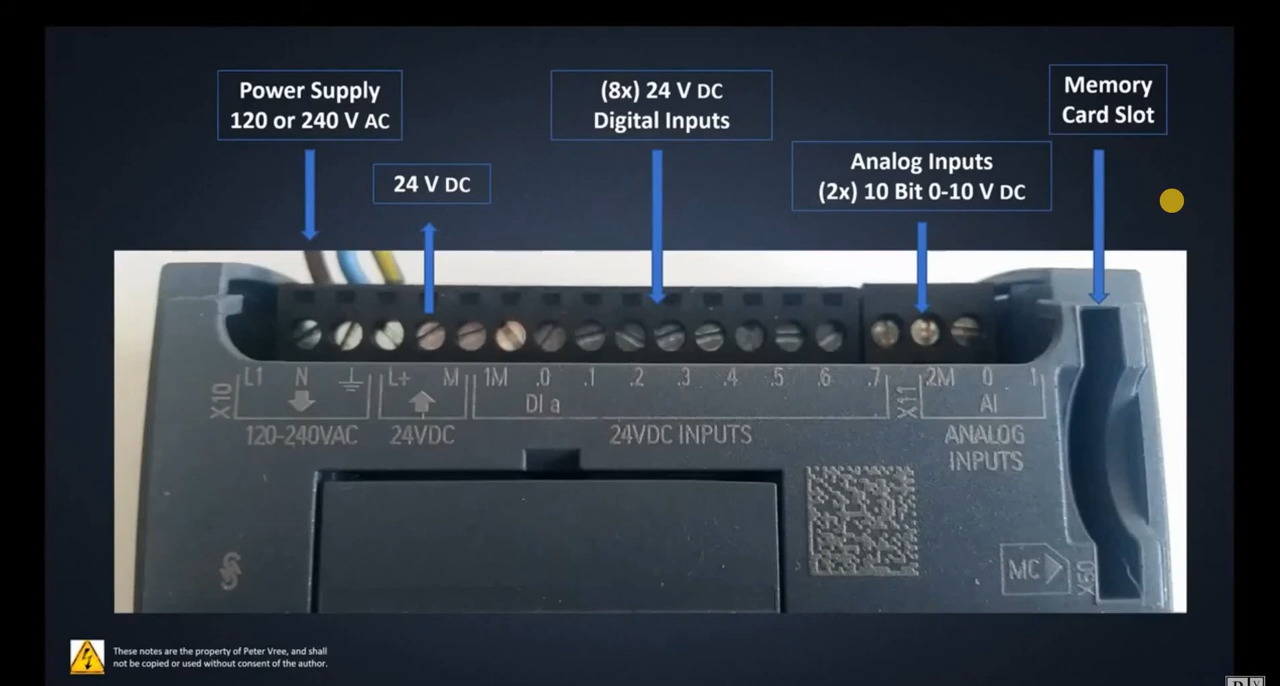 Power Supply
120 or 240 V AC
24 V DC
(8x) 24 V DC
Digital Inputs
Analog Inputs
(2x) 10 Bit 0-10 V DC
Memory
Card Slot
X10
L1 N
120-240VAC
L+ M
24VDC
1M .0 .1 .2 .3 .4 .5 .6 .7
DI a
24VDC INPUTS
X11
2M 0 1
AI
ANALOG
INPUTS
MC
X50
These notes are the property of Peter Vree, and shall
not be copied or used without consent of the author.